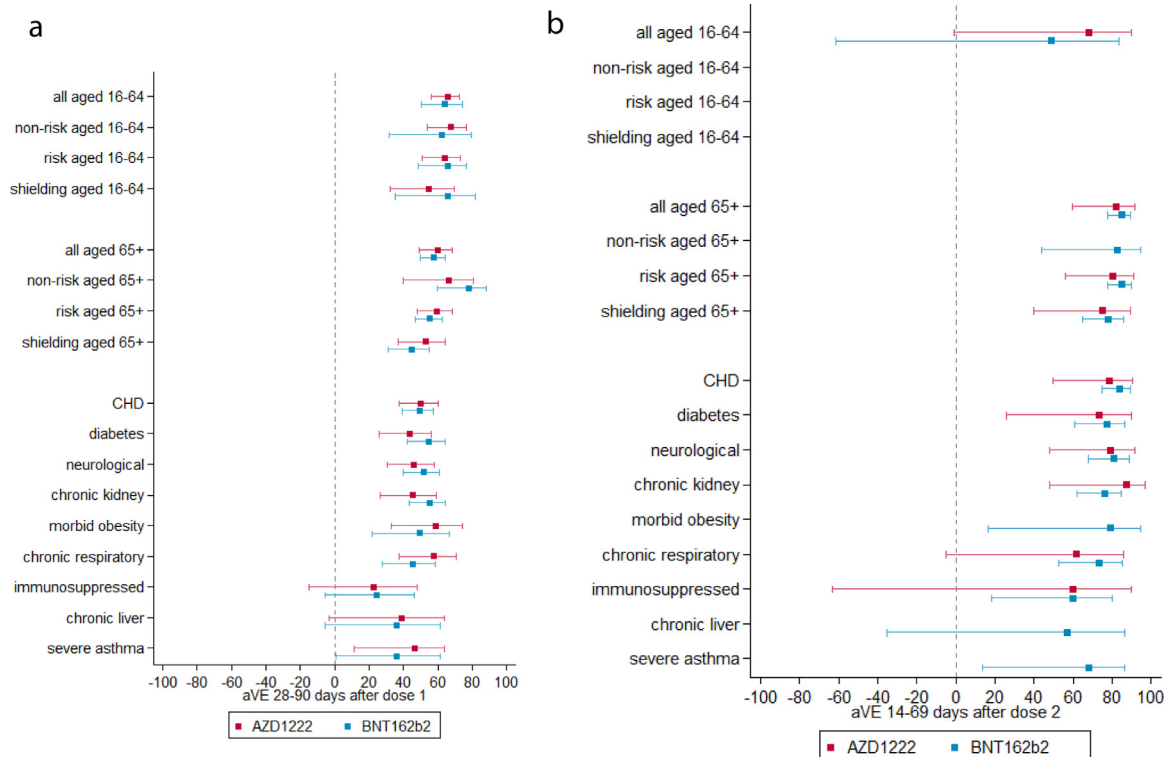 a
all aged 16-64
non-risk aged 16-64
risk aged 16-64
shielding aged 16-64
all aged 65+
non-risk aged 65+
risk aged 65+
shielding aged 65+
CHD
diabetes
neurological
chronic kidney
morbid obesity
chronic respiratory
immunosuppressed
chronic liver
severe asthma
-100 -80 -60 -40 -20 0 20 40 60 80 100
aVE 28-90 days after dose 1
AZD1222 BNT162b2
b
all aged 16-64
non-risk aged 16-64
risk aged 16-64
shielding aged 16-64
all aged 65+
non-risk aged 65+
risk aged 65+
shielding aged 65+
CHD
diabetes
neurological
chronic kidney
morbid obesity
chronic respiratory
immunosuppressed
chronic liver
severe asthma
-100 -80 -60 -40 -20 0 20 40 60 80 100
aVE 14-69 days after dose 2
AZD1222 BNT162b2